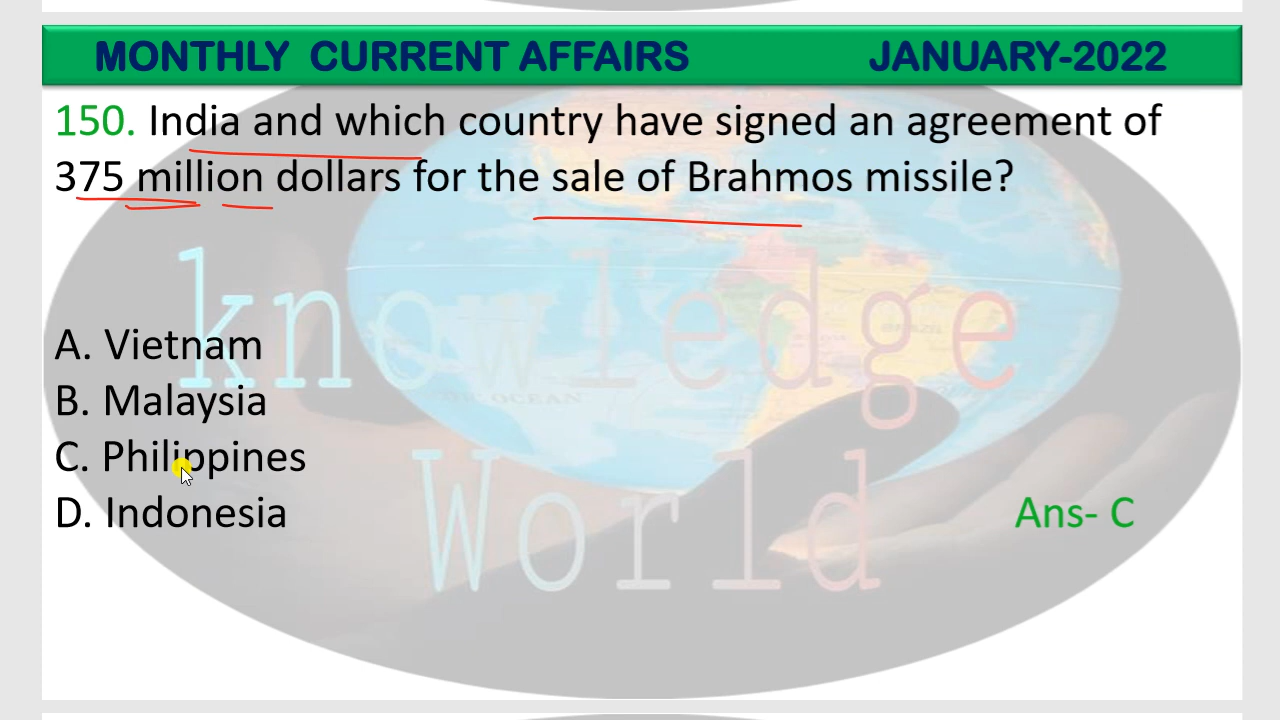 MONTHLY CURRENT AFFAIRS JANUARY-2022
150. India and which country have signed an agreement of
375 million dollars for the sale of Brahmos missile?
knowledge
A. Vietnam
B. Malaysia
C. Philippines
World
D. Indonesia
Ans- C